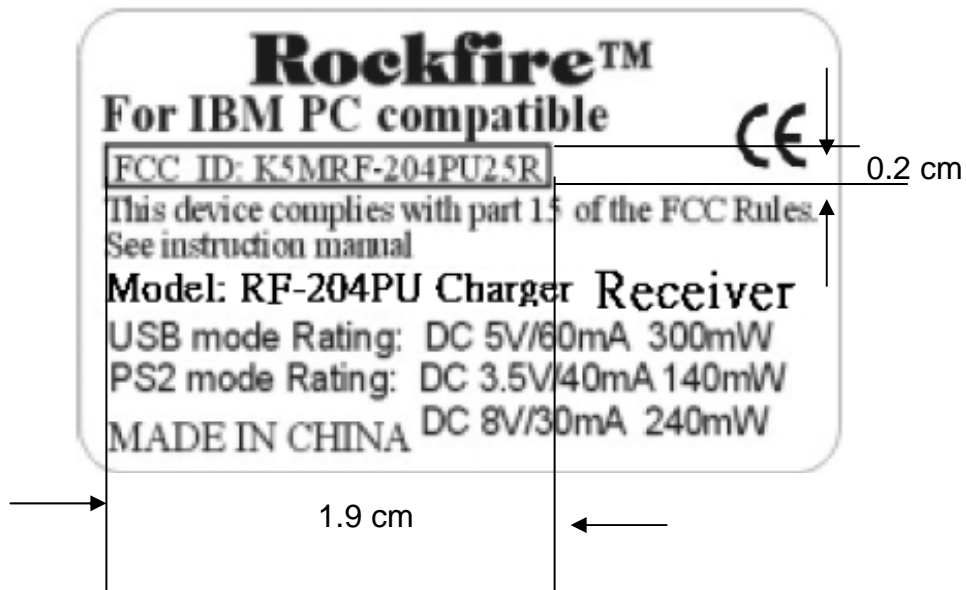 Rockfire™
For IBM PC compatible
CE
FCC ID: K5MRF-204PU25R
0.2 cm
This device complies with part 15 of the FCC Rules.
See instruction manual
Model: RF-204PU Charger Receiver
USB mode Rating: DC 5V/60mA 300mW
PS2 mode Rating: DC 3.5V/40mA 140mW
DC 8V/30mA 240mW
MADE IN CHINA
1.9 cm